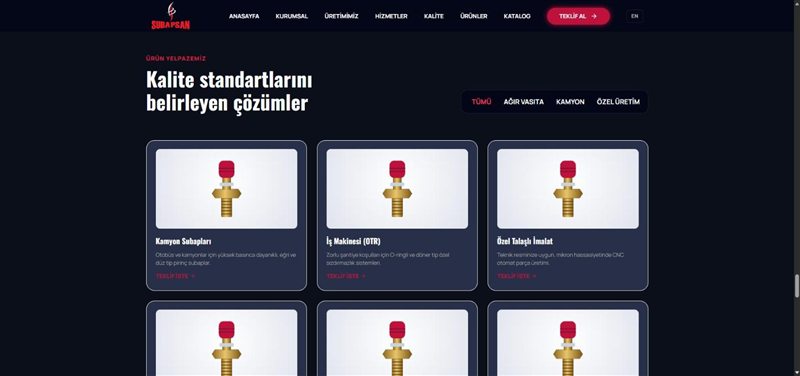 SUBAPSAN
ANASAYFA
KURUMSAL
ÜRETİMİMİZ
HİZMETLER
KALİTE
ÜRÜNLER
KATALOG
TEKLİF AL →
EN
ÜRÜN YELPAZEMİZ
Kalite standartlarını
belirleyen çözümler
TÜMÜ
AĞIR VASITA
KAMYON
ÖZEL ÜRETİM
Kamyon Subapları
Otobüs ve kamyonlar için yüksek basınca dayanıklı, eğri ve
düz tip pirinç subaplar.
TEKLİF İSTE →
İş Makinesi (OTR)
Zorlu şantiye koşulları için O-ringli ve döner tip özel
sızdırmazlık sistemleri.
TEKLİF İSTE →
Özel Talaşlı İmalat
Teknik resminize uygun, mikron hassasiyetinde CNC
otomat parça üretimi.
TEKLİF İSTE →